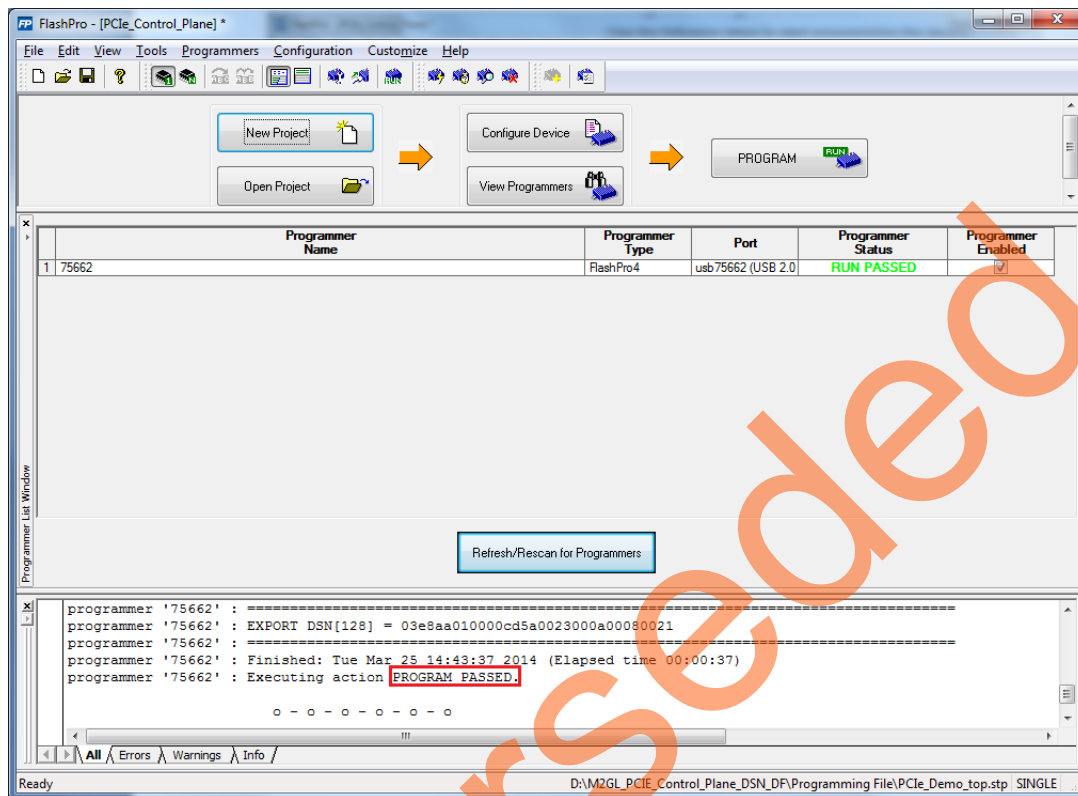 FlashPro - [PCIe_Control_Plane] *
File Edit View Tools Programmers Configuration Customize Help
New Project
Open Project
Configure Device
View Programmers
PROGRAM
RUN
Programmer Name Programmer Type Port Programmer Status Programmer Enabled
1 75662 FlashPro4 usb75662 (USB 2.0 RUN PASSED
Programmer List Window
Refresh/Rescan for Programmers
programmer '75662' : =====================================================================================
programmer '75662' : EXPORT DSN[128] = 03e8aa010000cd5a0023000a00080021
programmer '75662' : =====================================================================================
programmer '75662' : Finished: Tue Mar 25 14:43:37 2014 (Elapsed time 00:00:37)
programmer '75662' : Executing action PROGRAM PASSED.
o - o - o - o - o - o
All Errors Warnings Info
Ready D:\M2GL_PCIE_Control_Plane_DSN_DF\Programming File\PCIe_Demo_top.stp SINGLE
rseded